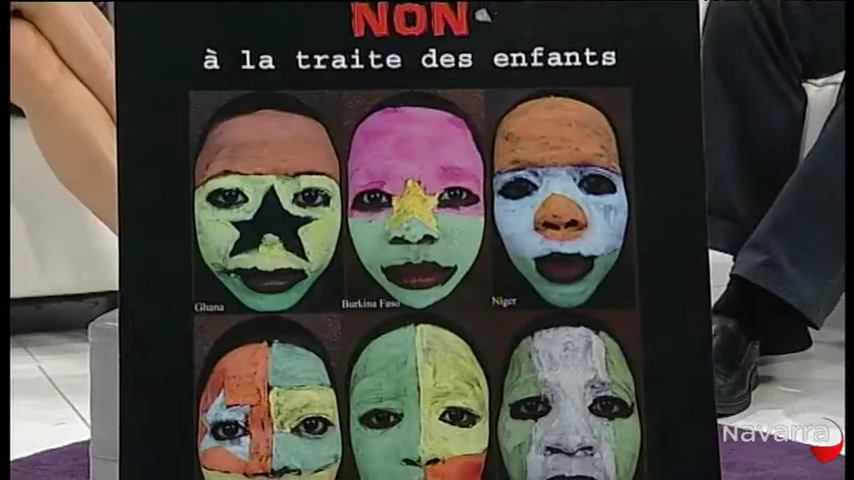 NON
à la traite des enfants
Ghana
Burkina Faso
Niger
Navarra